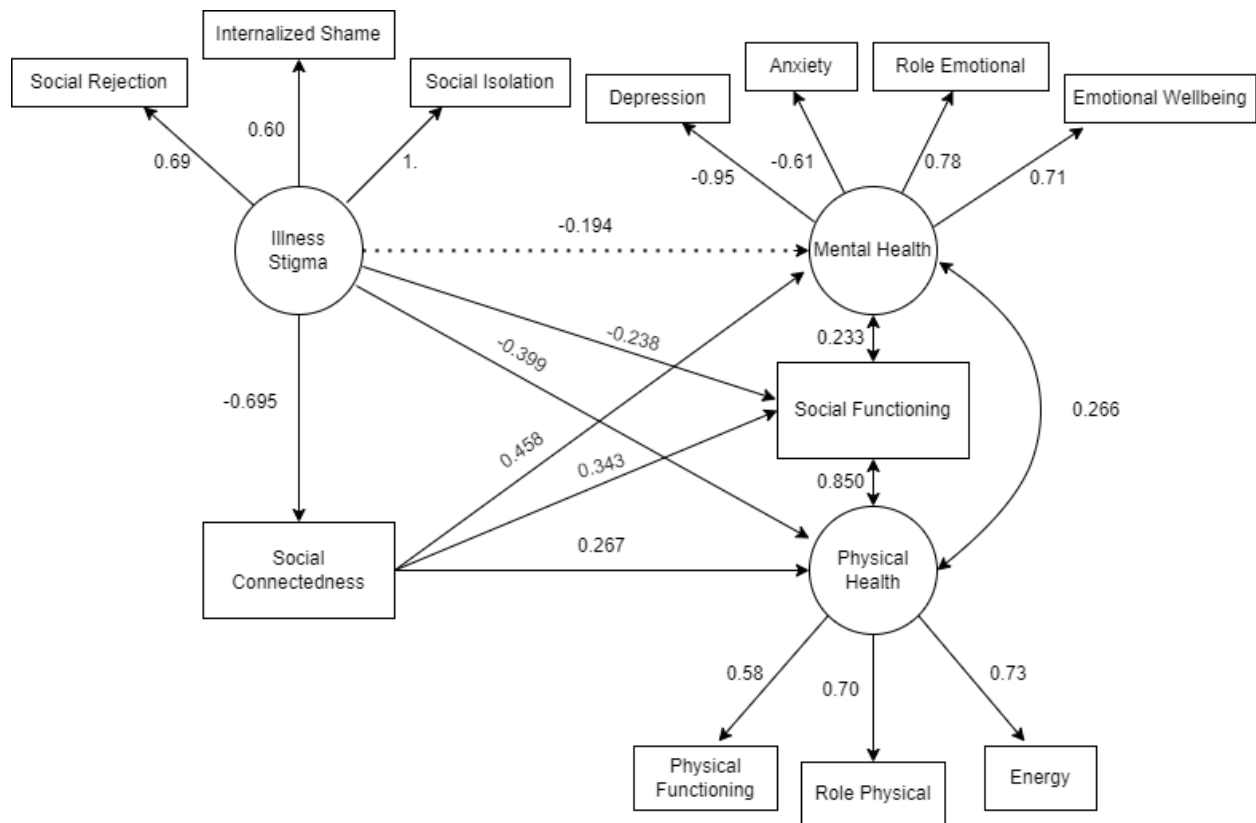 Internalized Shame
Social Rejection
Social Isolation
Anxiety
Role Emotional
Depression
Emotional Wellbeing
0.60
0.69
1.
-0.95
-0.61
0.78
0.71
Illness
Stigma
-0.194
Mental Health
-0.238
0.233
-0.399
-0.695
Social Functioning
0.266
0.458
0.343
0.850
0.267
Social
Connectedness
Physical
Health
0.58
0.70
0.73
Physical
Functioning
Role Physical
Energy